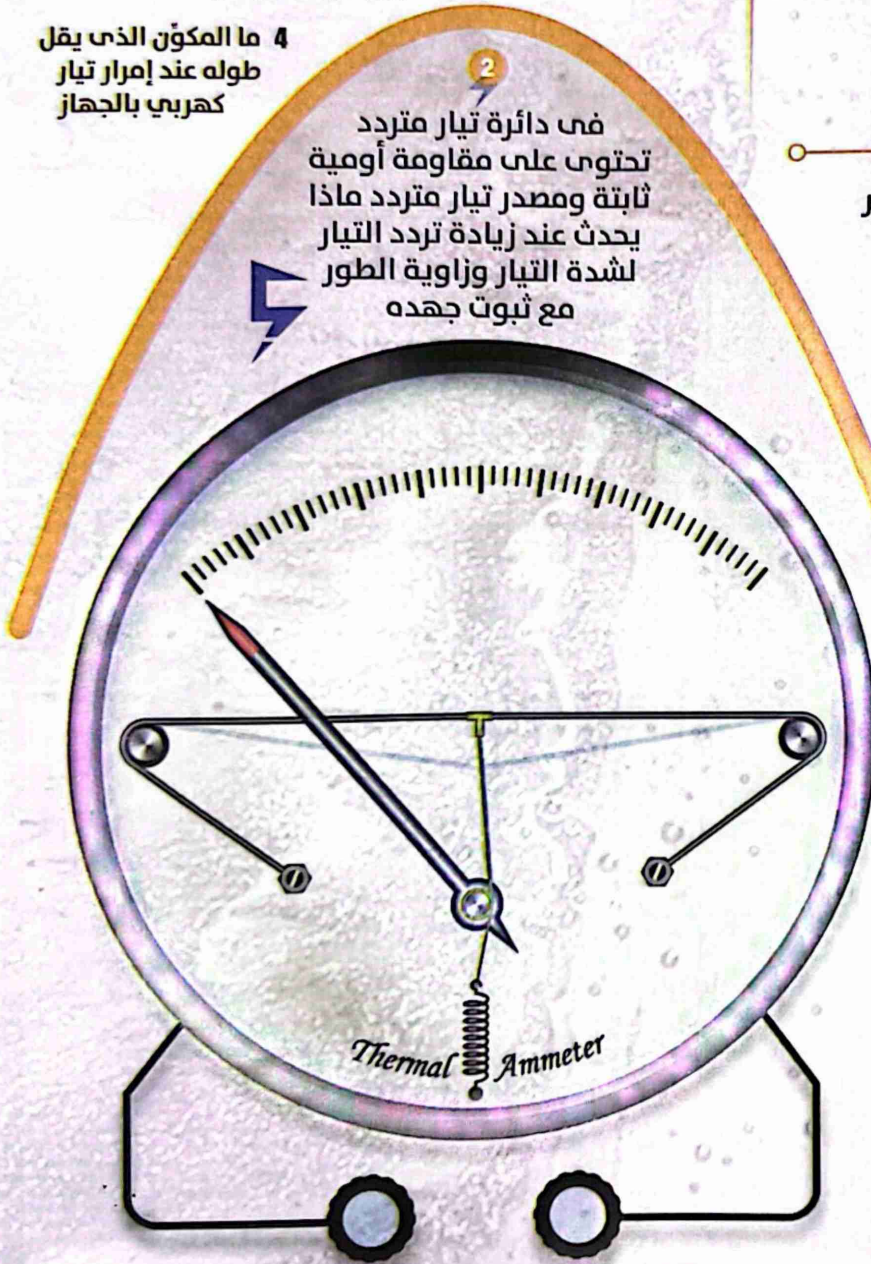 4 ما المكوّن الذى يقل
طوله عند إمرار تيار
كهربي بالجهاز
2
فى دائرة تيار متردد
تحتوى على مقاومة أومية
ثابتة ومصدر تيار متردد ماذا
يحدث عند زيادة تردد التيار
لشدة التيار وزاوية الطور
مع ثبوت جهده
Thermal Ammeter